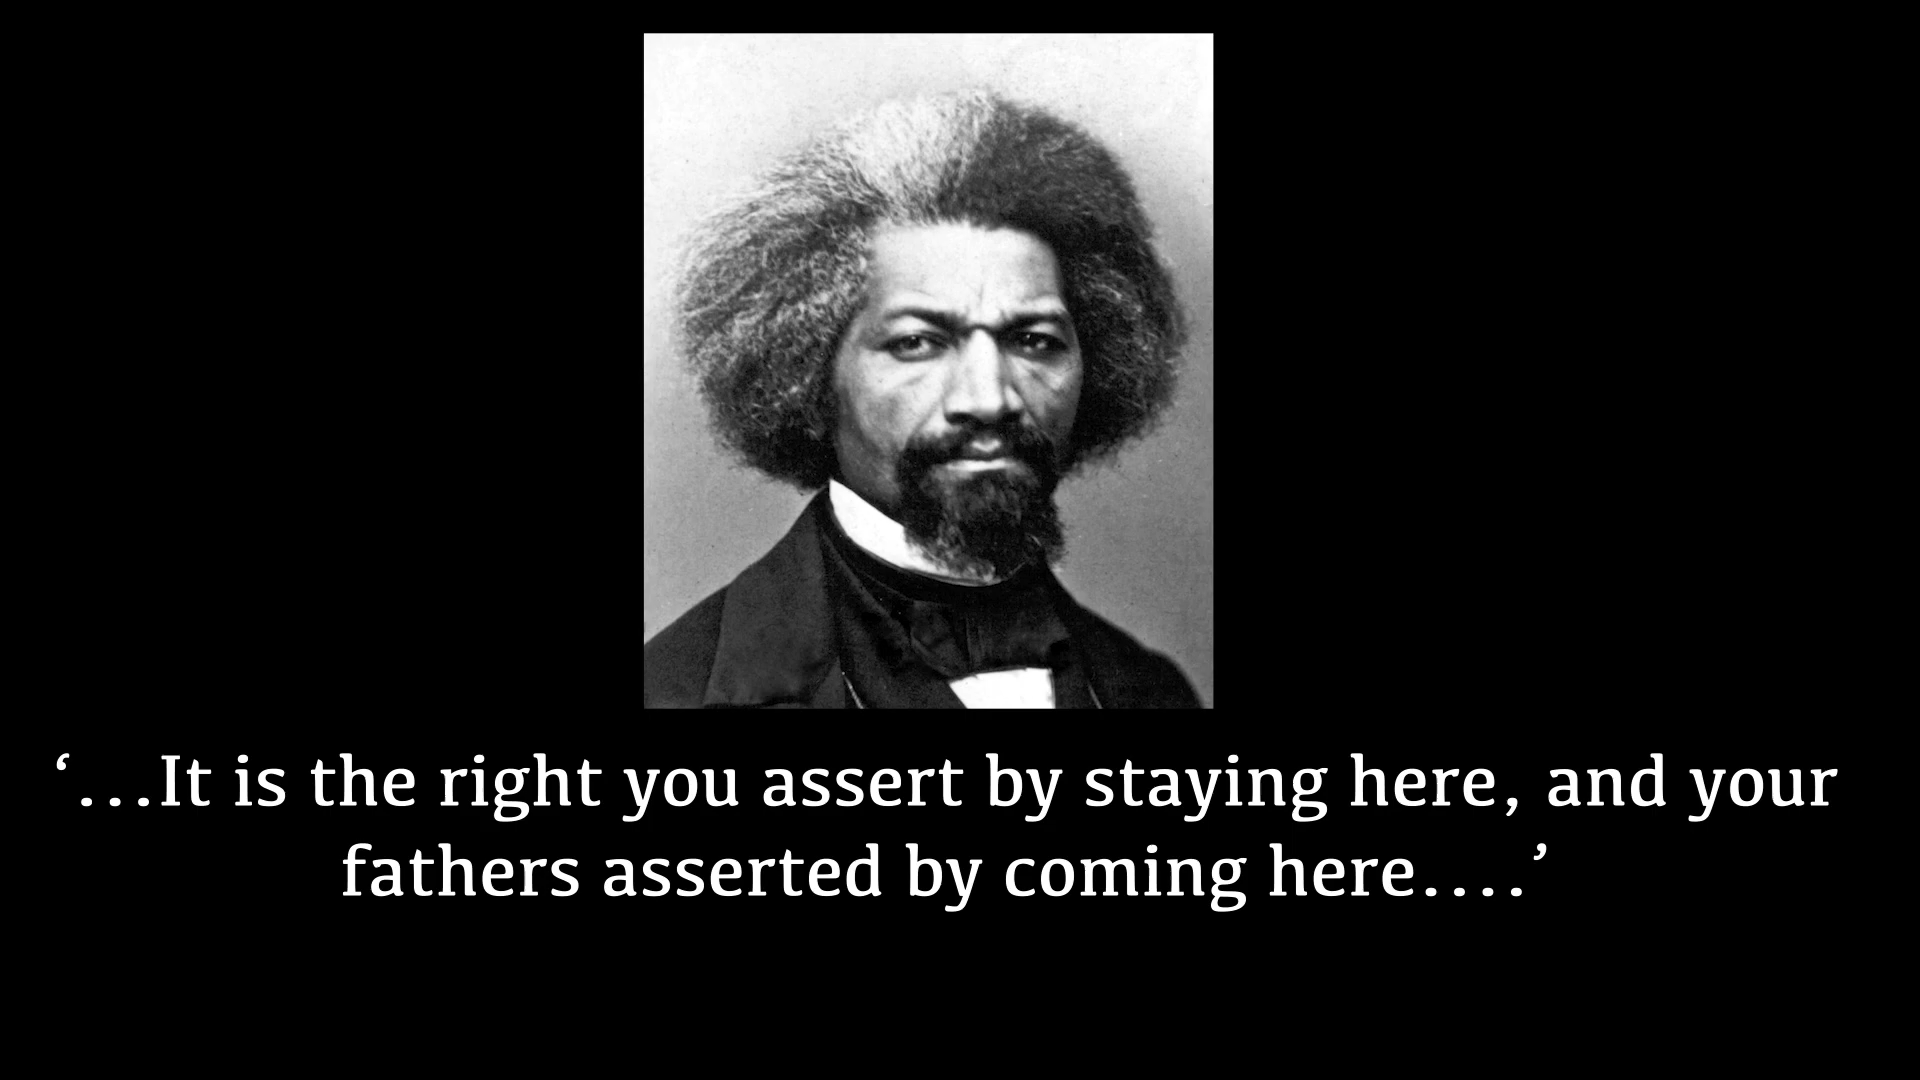 ‘...It is the right you assert by staying here, and your
fathers asserted by coming here....’